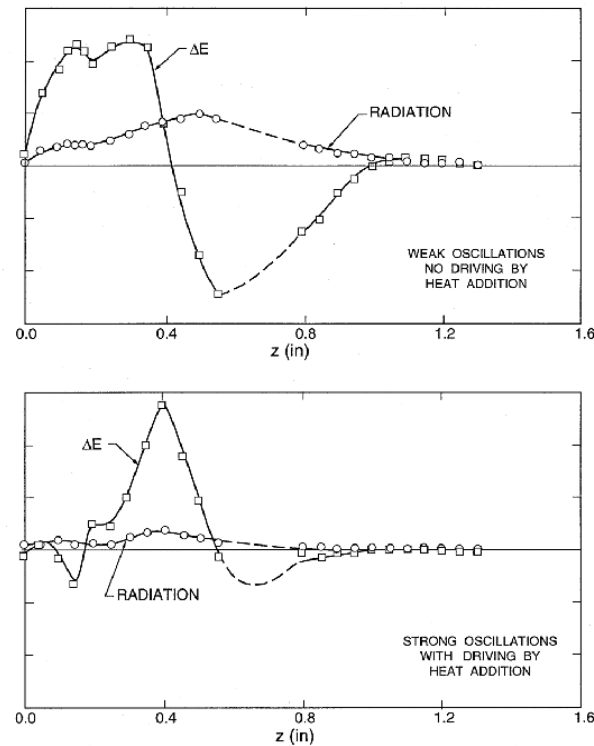 ΔE
RADIATION
WEAK OSCILLATIONS
NO DRIVING BY
HEAT ADDITION
0.0 0.4 0.8 1.2 1.6
z (in)
ΔE
RADIATION
STRONG OSCILLATIONS
WITH DRIVING BY
HEAT ADDITION
0.0 0.4 0.8 1.2 1.6
z (in)